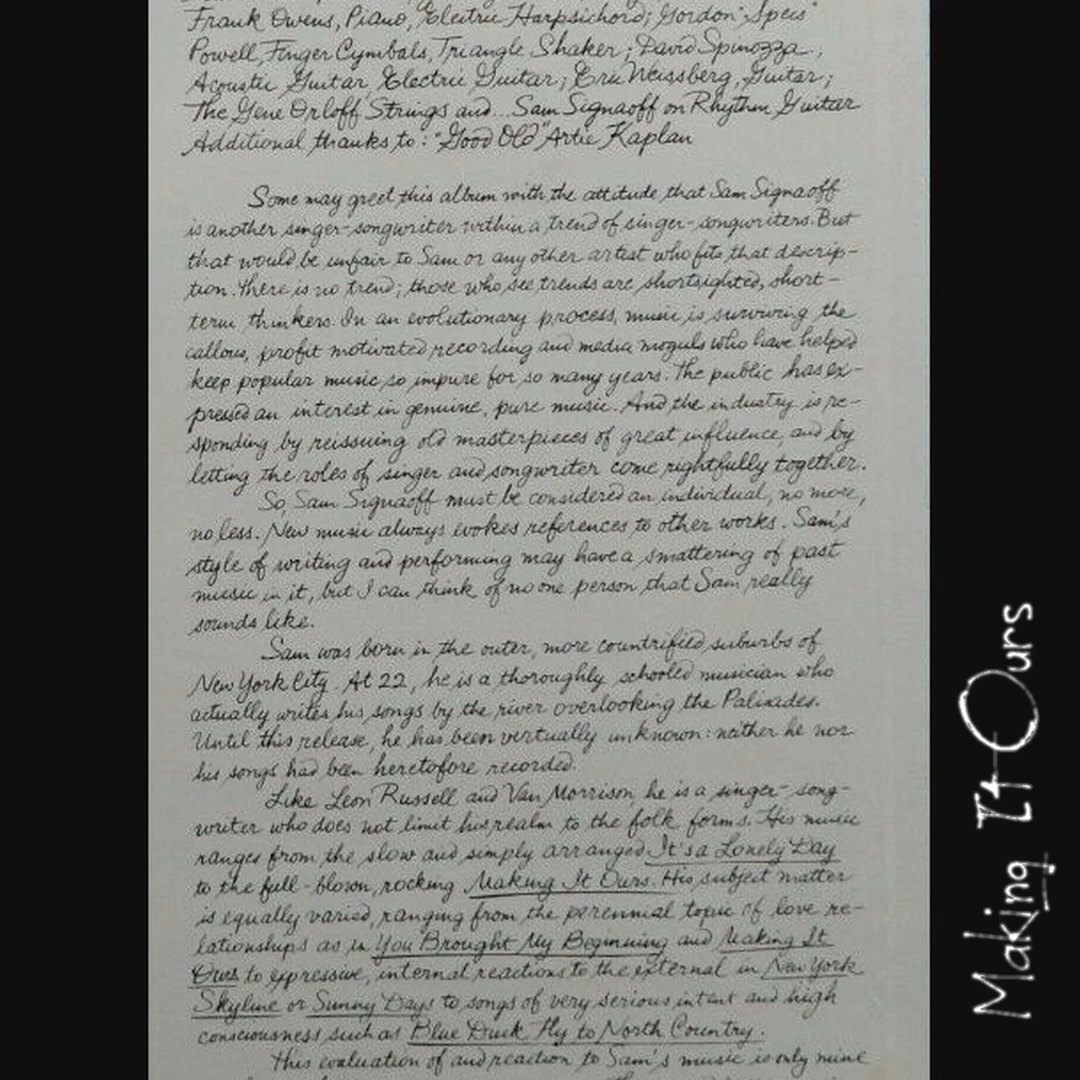 Frank Owens, Piano, Electric Harpsichord; Gordon "Specs"
Powell, Finger Cymbals, Triangle Shaker; David Spinozza,
Acoustic Guitar, Electric Guitar; Eric Weissberg, Guitar;
The Gene Orloff Strings and... Sam Signaoff on Rhythm Guitar
Additional thanks to: "Good Old" Artie Kaplan
Some may greet this album with the attitude that Sam Signaoff
is another singer-songwriter within a trend of singer-songwriters. But
that would be unfair to Sam or any other artist who fits that descrip-
tion. There is no trend; those who see trends are shortsighted, short-
term thinkers. In an evolutionary process, music is surviving the
callous, profit motivated recording and media moguls who have helped
keep popular music so impure for so many years. The public has ex-
pressed an interest in genuine, pure music. And the industry is re-
sponding by reissuing old masterpieces of great influence, and by
letting the roles of singer and songwriter come rightfully together.
So, Sam Signaoff must be considered an individual, no more,
no less. New music always evokes references to other works. Sam's
style of writing and performing may have a smattering of past
music in it, but I can think of no one person that Sam really
sounds like.
Sam was born in the outer, more countrified suburbs of
New York City. At 22, he is a thoroughly schooled musician who
actually writes his songs by the river overlooking the Palisades.
Until this release, he has been virtually unknown: neither he nor
his songs had been heretofore recorded.
Like Leon Russell and Van Morrison, he is a singer-song-
writer who does not limit his realm to the folk forms. His music
ranges from the slow and simply arranged It's a Lonely Day
to the full-blown, rocking Making It Ours. His subject matter
is equally varied, ranging from the perennial topic of love re-
lationships as in You Brought My Beginning and Making It
Ours to expressive, internal reactions to the external in New York
Skyline or Sunny Days to songs of very serious intent and high
consciousness such as Blue Duck Fly to North Country.
This evaluation of and reaction to Sam's music is only mine
Making It Ours